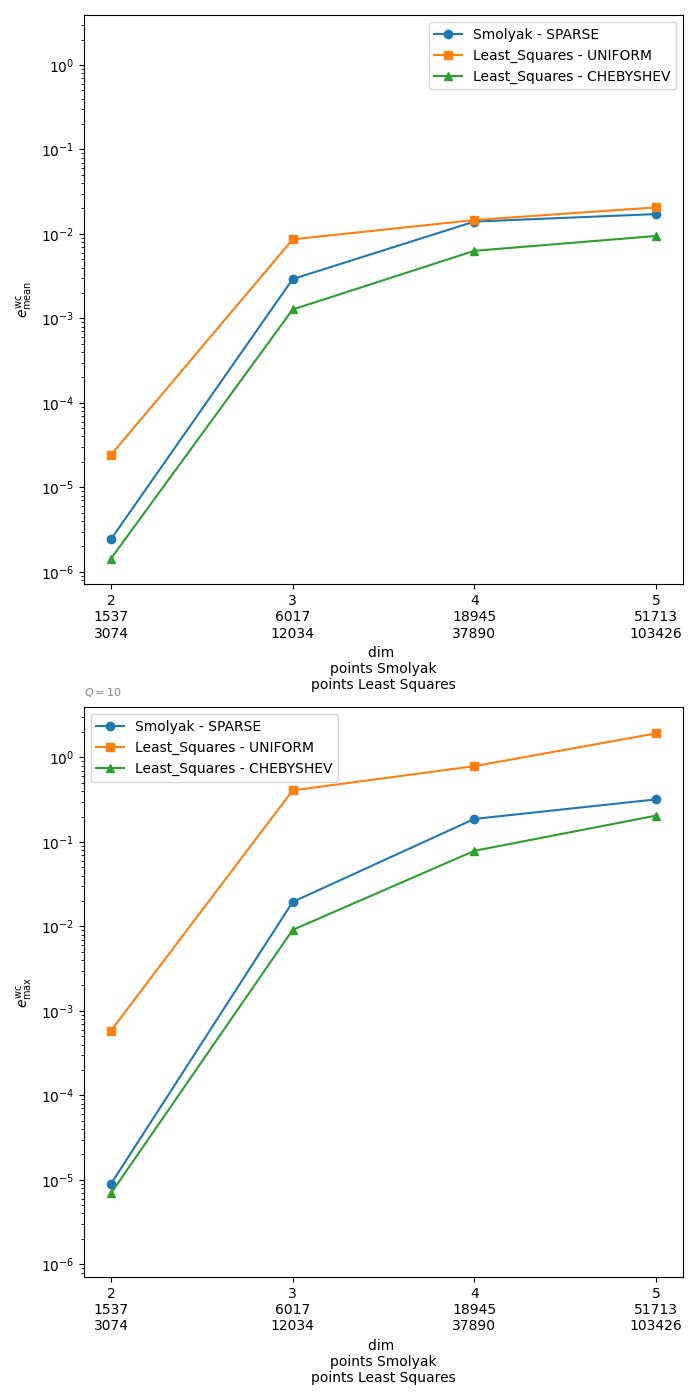 Smolyak - SPARSE
Least_Squares - UNIFORM
Least_Squares - CHEBYSHEV
10⁰
10⁻¹
10⁻²
10⁻³
10⁻⁴
10⁻⁵
10⁻⁶
e^wc_mean
2 3 4 5
1537 6017 18945 51713
3074 12034 37890 103426
dim
points Smolyak
points Least Squares
Q = 10
Smolyak - SPARSE
Least_Squares - UNIFORM
Least_Squares - CHEBYSHEV
10⁰
10⁻¹
10⁻²
10⁻³
10⁻⁴
10⁻⁵
10⁻⁶
e^wc_max
2 3 4 5
1537 6017 18945 51713
3074 12034 37890 103426
dim
points Smolyak
points Least Squares